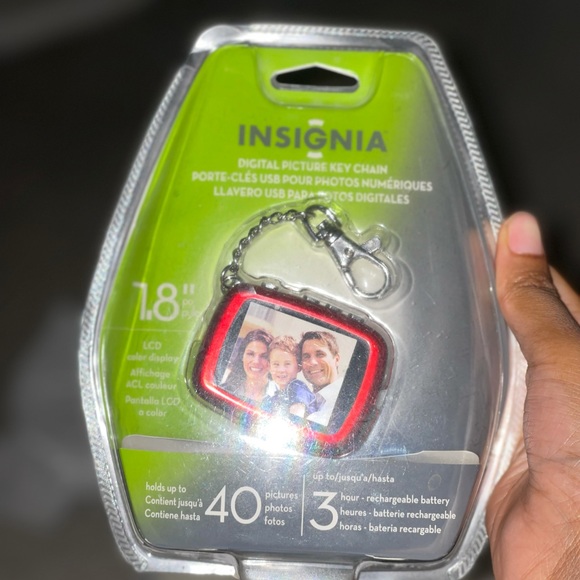 INSIGNIA
DIGITAL PICTURE KEY CHAIN
PORTE-CLÉS USB POUR PHOTOS NUMÉRIQUES
LLAVERO USB PARA FOTOS DIGITALES
1.8"
LCD
color display
Affichage
ACL couleur
Pantalla LCD
a color
holds up to
Contient jusqu'à
Contiene hasta
40
pictures
photos
fotos
up to/jusqu'a/hasta
3
hour - rechargeable battery
heures - batterie rechargeable
horas - bateria recargable